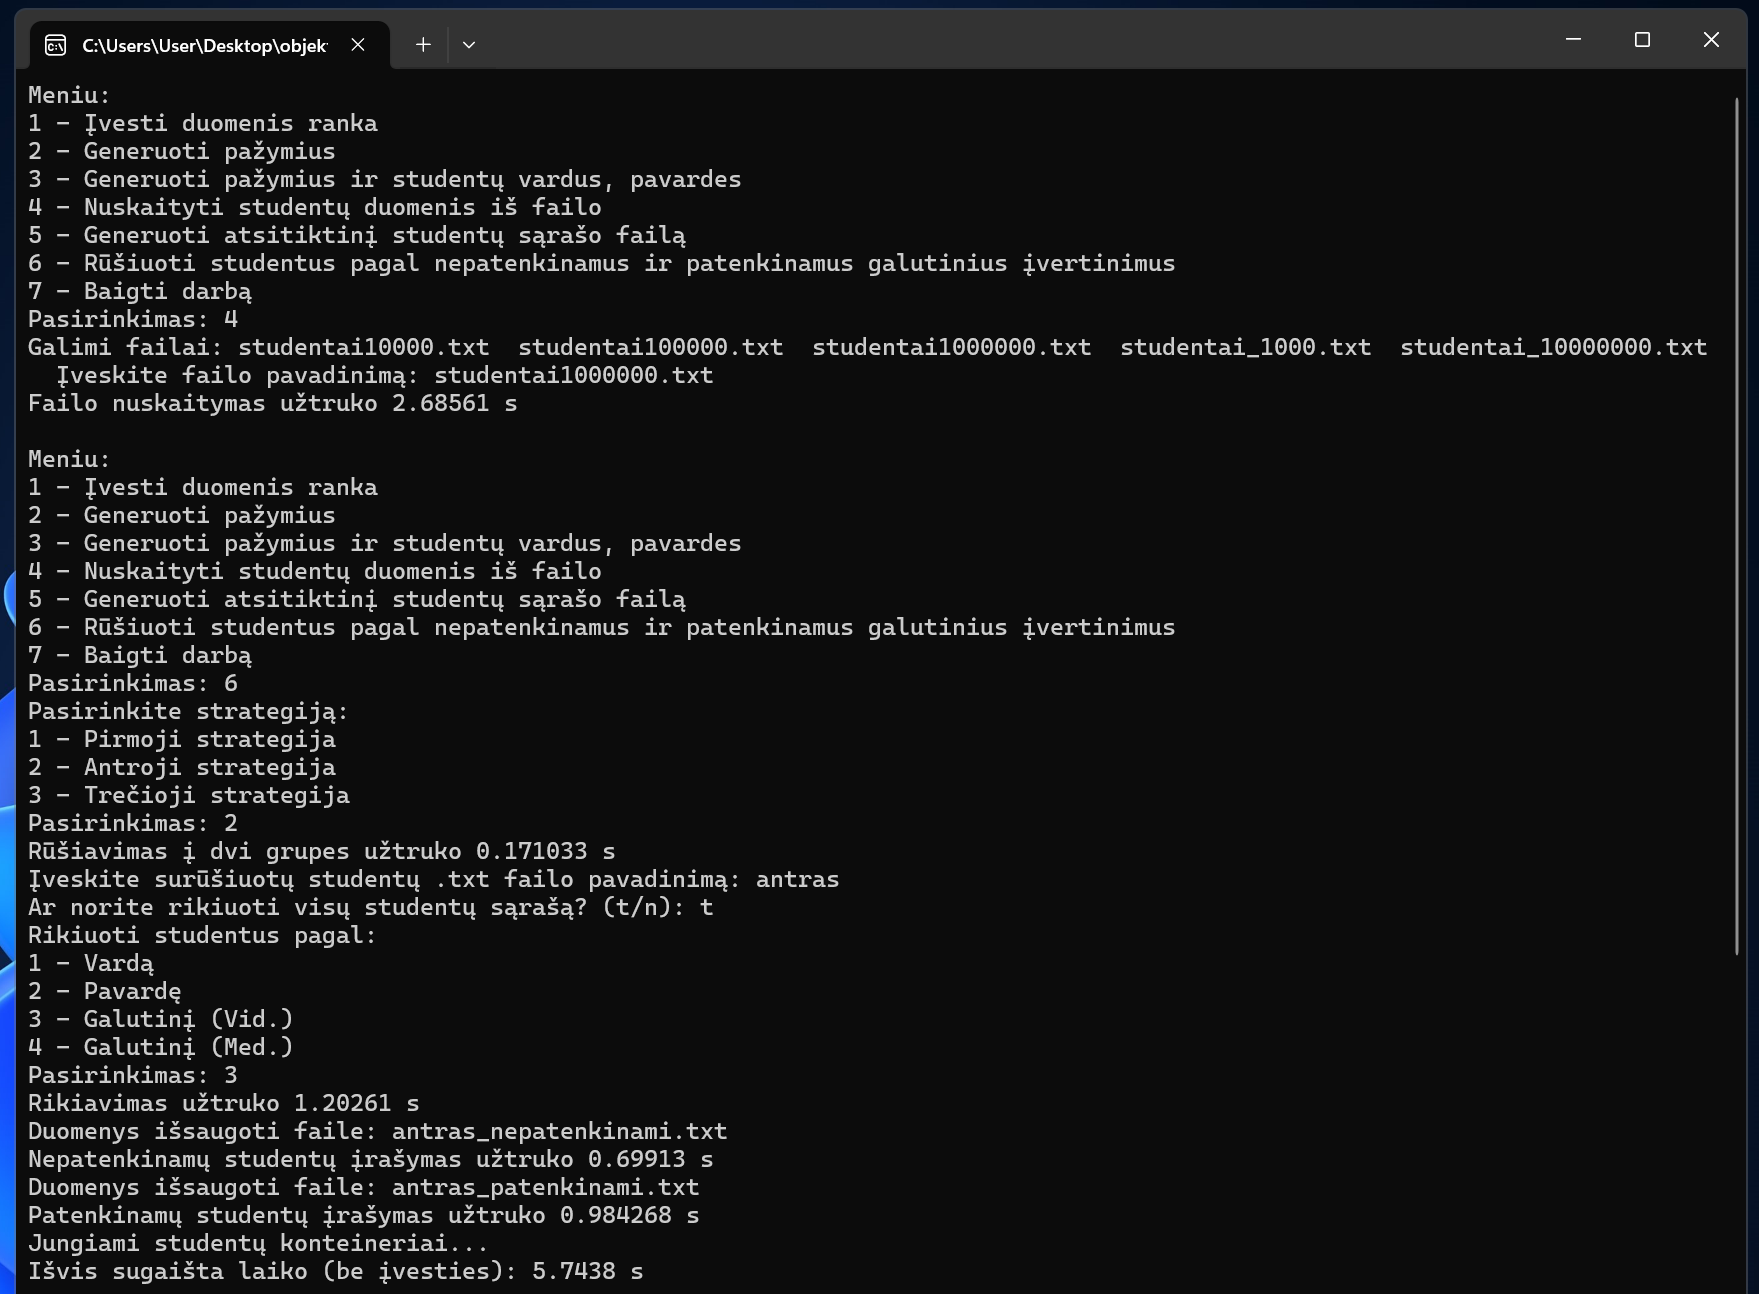 C:\Users\User\Desktop\objek
Meniu:
1 - Įvesti duomenis ranka
2 - Generuoti pažymius
3 - Generuoti pažymius ir studentų vardus, pavardes
4 - Nuskaityti studentų duomenis iš failo
5 - Generuoti atsitiktinį studentų sąrašo failą
6 - Rūšiuoti studentus pagal nepatenkinamus ir patenkinamus galutinius įvertinimus
7 - Baigti darbą
Pasirinkimas: 4
Galimi failai: studentai10000.txt  studentai100000.txt  studentai1000000.txt  studentai_1000.txt  studentai_10000000.txt
  Įveskite failo pavadinimą: studentai1000000.txt
Failo nuskaitymas užtruko 2.68561 s
Meniu:
1 - Įvesti duomenis ranka
2 - Generuoti pažymius
3 - Generuoti pažymius ir studentų vardus, pavardes
4 - Nuskaityti studentų duomenis iš failo
5 - Generuoti atsitiktinį studentų sąrašo failą
6 - Rūšiuoti studentus pagal nepatenkinamus ir patenkinamus galutinius įvertinimus
7 - Baigti darbą
Pasirinkimas: 6
Pasirinkite strategiją:
1 - Pirmoji strategija
2 - Antroji strategija
3 - Trečioji strategija
Pasirinkimas: 2
Rūšiavimas į dvi grupes užtruko 0.171033 s
Įveskite surūšiuotų studentų .txt failo pavadinimą: antras
Ar norite rikiuoti visų studentų sąrašą? (t/n): t
Rikiuoti studentus pagal:
1 - Vardą
2 - Pavardę
3 - Galutinį (Vid.)
4 - Galutinį (Med.)
Pasirinkimas: 3
Rikiavimas užtruko 1.20261 s
Duomenys išsaugoti faile: antras_nepatenkinami.txt
Nepatenkinamų studentų įrašymas užtruko 0.69913 s
Duomenys išsaugoti faile: antras_patenkinami.txt
Patenkinamų studentų įrašymas užtruko 0.984268 s
Jungiami studentų konteineriai...
Išvis sugaišta laiko (be įvesties): 5.7438 s